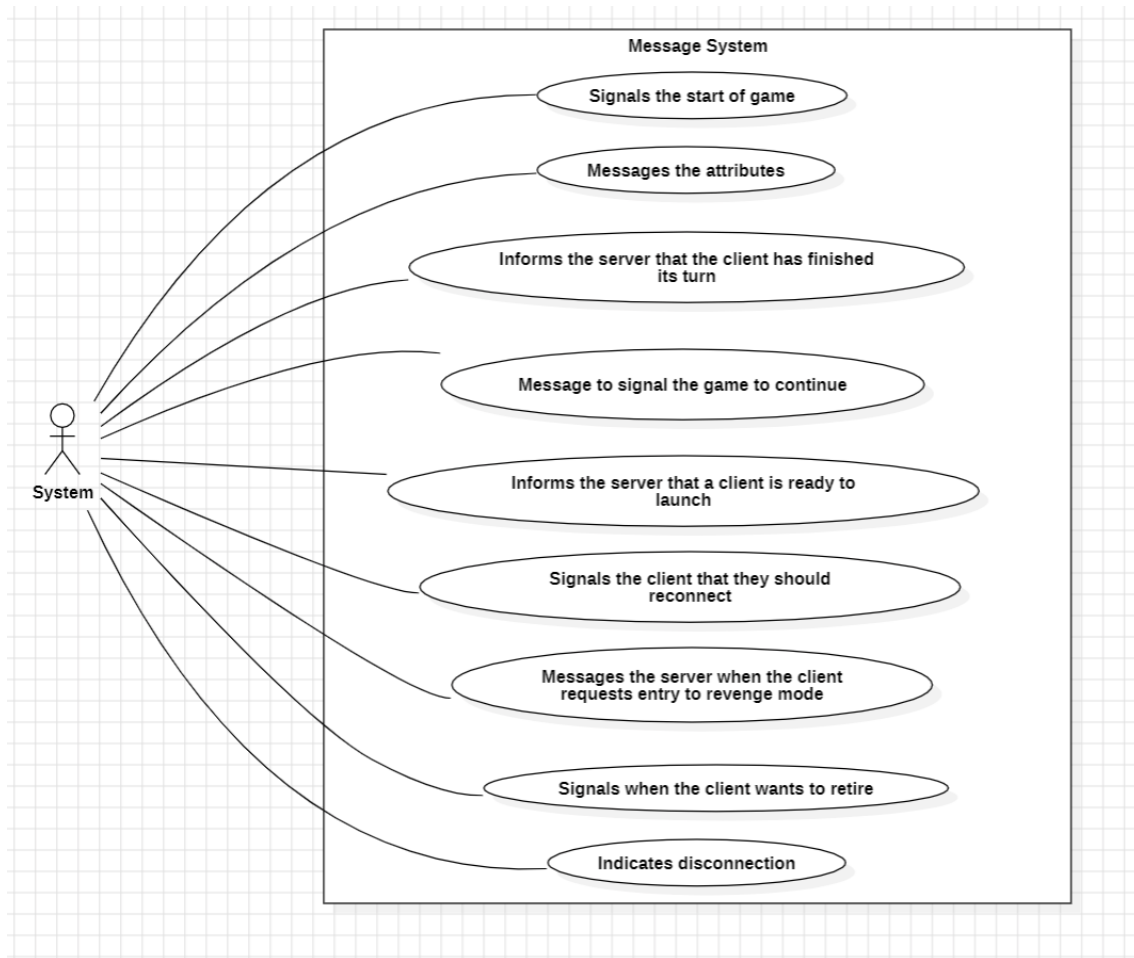 Message System
Signals the start of game
Messages the attributes
Informs the server that the client has finished
its turn
Message to signal the game to continue
Informs the server that a client is ready to
launch
System
Signals the client that they should
reconnect
Messages the server when the client
requests entry to revenge mode
Signals when the client wants to retire
Indicates disconnection